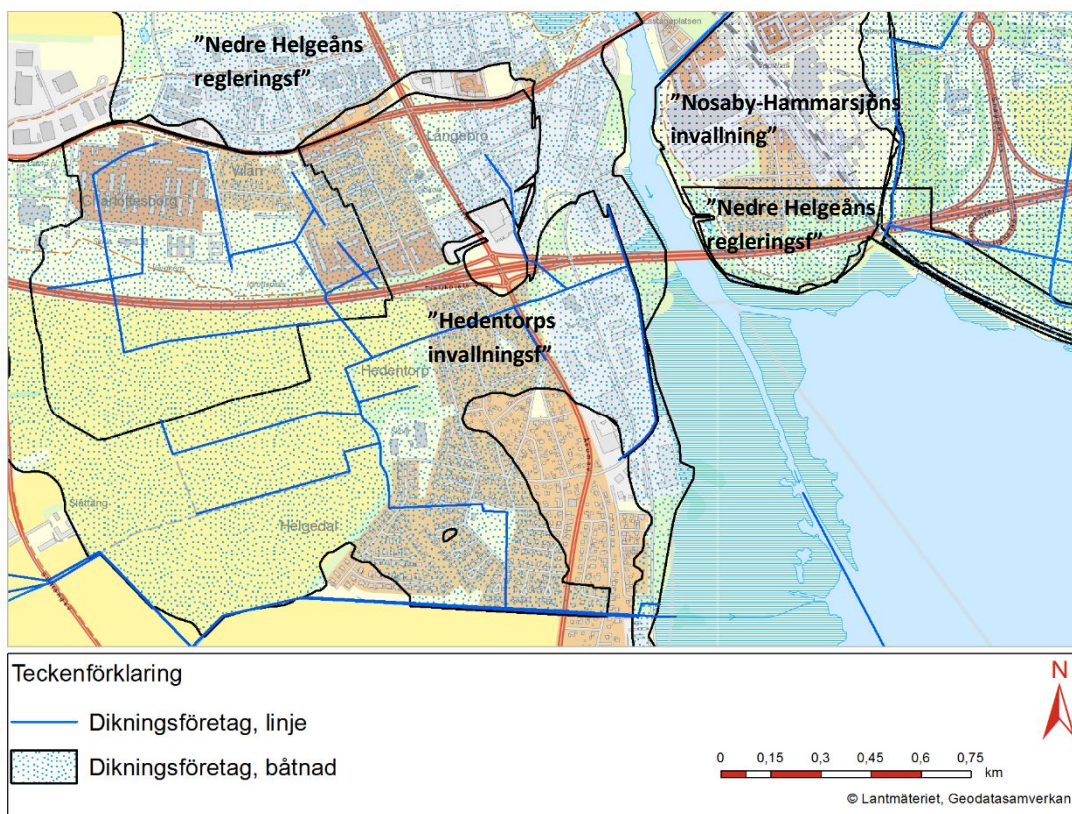 ”Nedre Helgeåns
regleringsf”
”Nosaby-Hammarsjöns
invallning”
Långebro
Vilan
Charlottesborg
”Nedre Helgeåns
regleringsf”
”Hedentorps
invallningsf”
Hedentorp
Helgedal
Teckenförklaring
Dikningsföretag, linje
Dikningsföretag, båtnad
N
0 0,15 0,3 0,45 0,6 0,75
km
© Lantmäteriet, Geodatasamverkan